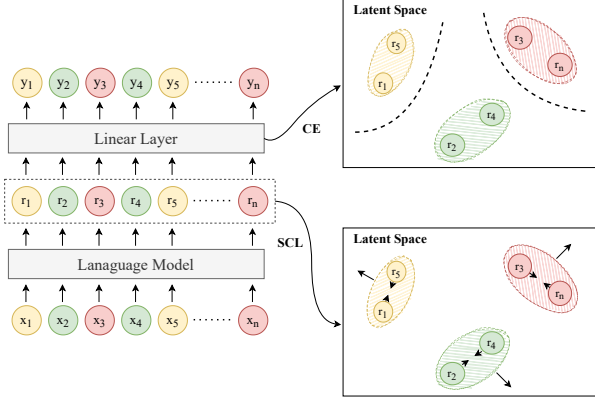 y1 y2 y3 y4 y5 ········ yn
Linear Layer
CE
r1 r2 r3 r4 r5 ········ rn
SCL
Lanaguage Model
x1 x2 x3 x4 x5 ········ xn
Latent Space
r5
r1
r3
rn
r4
r2
Latent Space
r5
r1
r3
rn
r4
r2